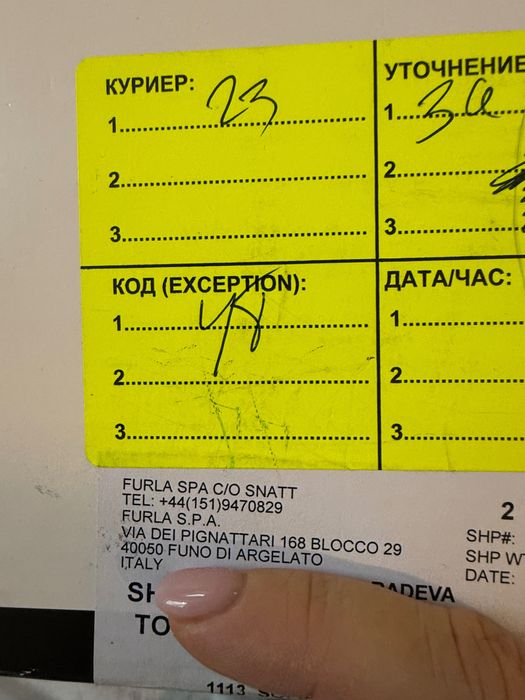 КУРИЕР:
1. 23
2.
3.
УТОЧНЕНИЕ
1.
2.
3.
КОД (EXCEPTION):
1.
2.
3.
ДАТА/ЧАС:
1.
2.
3.
FURLA SPA C/O SNATT
TEL: +44(151)9470829
FURLA S.P.A.
VIA DEI PIGNATTARI 168 BLOCCO 29
40050 FUNO DI ARGELATO
ITALY
2
SHP#:
SHP
DATE:
TO
1113